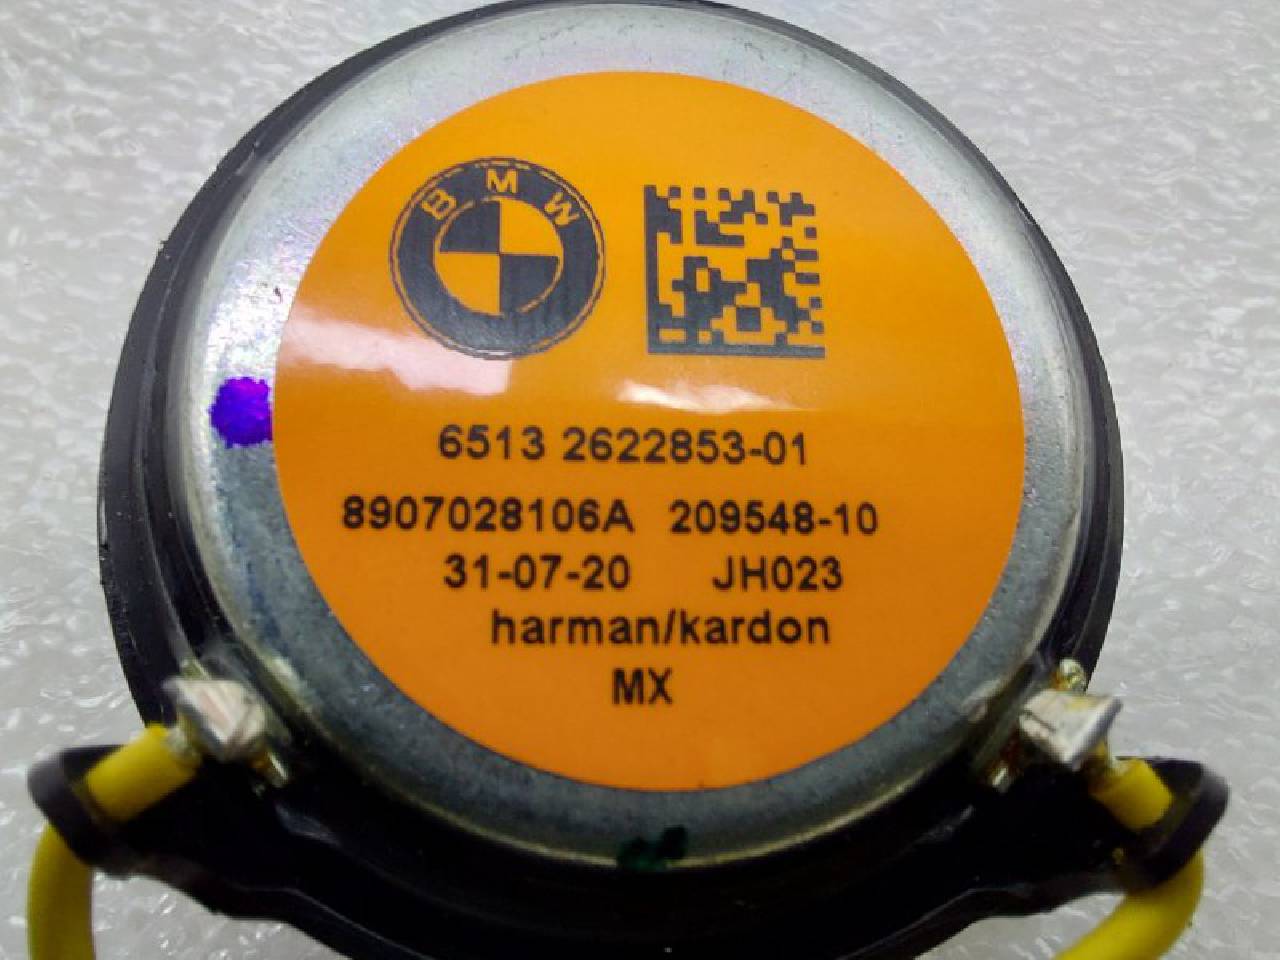 BMW
6513 2622853-01
8907028106A 209548-10
31-07-20 JH023
harman/kardon
MX